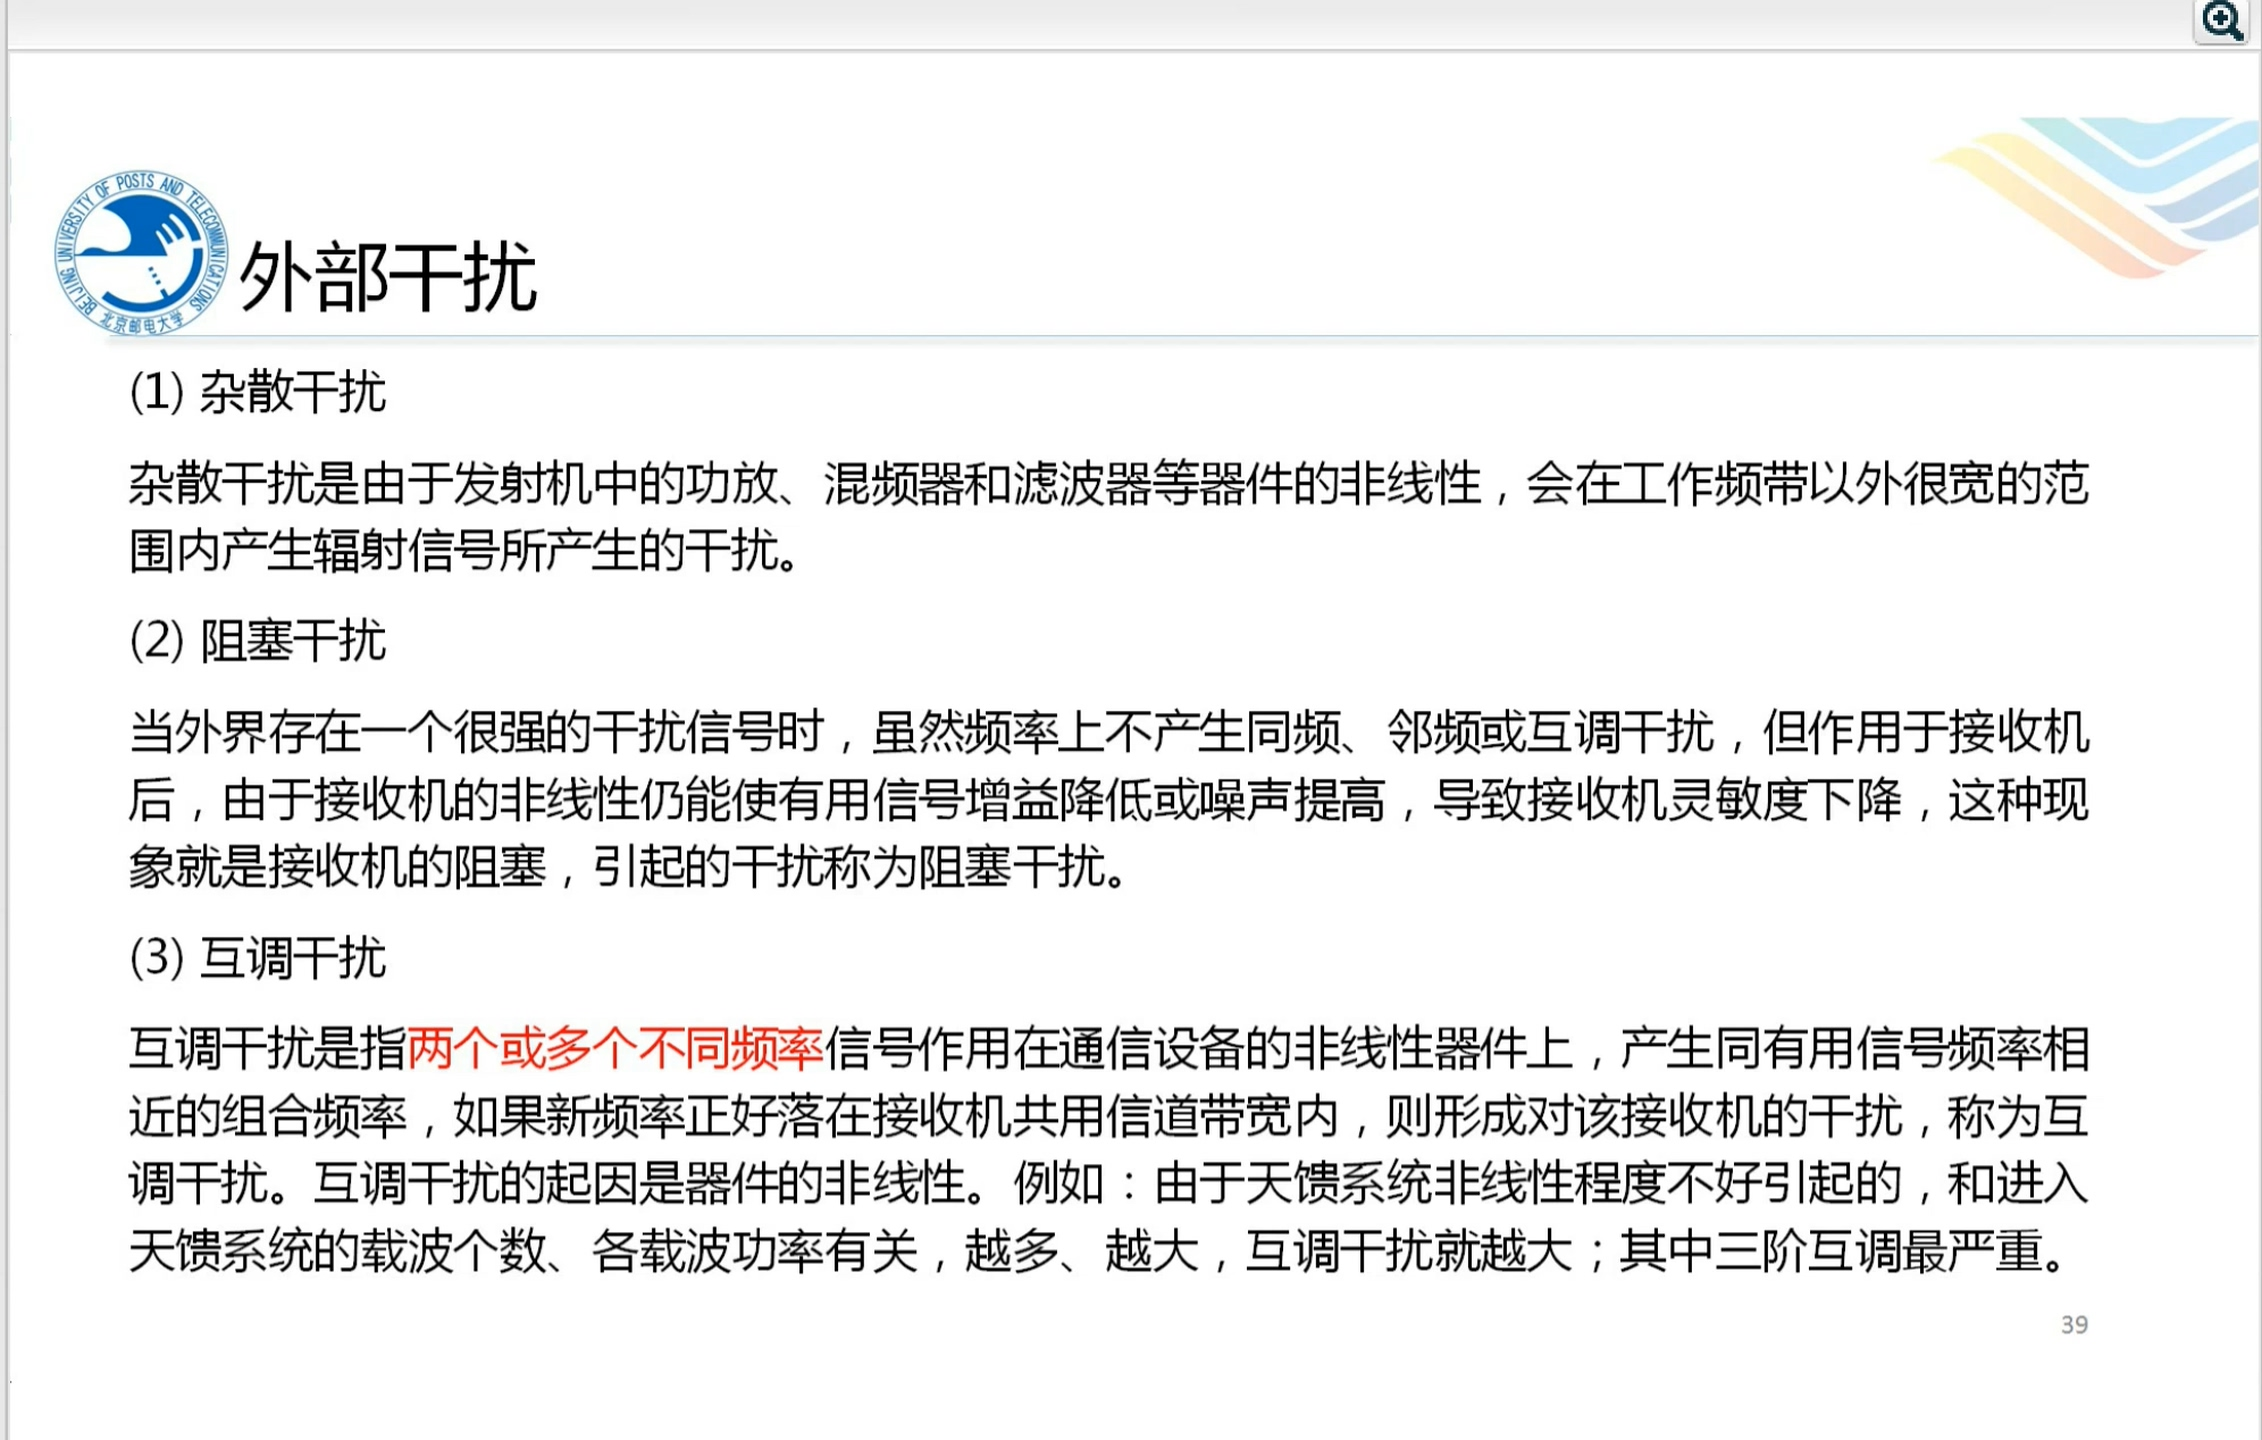 BEIJING UNIVERSITY OF POSTS AND TELECOMMUNICATIONS
北京邮电大学
外部干扰
(1) 杂散干扰
杂散干扰是由于发射机中的功放、混频器和滤波器等器件的非线性，会在工作频带以外很宽的范
围内产生辐射信号所产生的干扰。
(2) 阻塞干扰
当外界存在一个很强的干扰信号时，虽然频率上不产生同频、邻频或互调干扰，但作用于接收机
后，由于接收机的非线性仍能使有用信号增益降低或噪声提高，导致接收机灵敏度下降，这种现
象就是接收机的阻塞，引起的干扰称为阻塞干扰。
(3) 互调干扰
互调干扰是指两个或多个不同频率信号作用在通信设备的非线性器件上，产生同有用信号频率相
近的组合频率，如果新频率正好落在接收机共用信道带宽内，则形成对该接收机的干扰，称为互
调干扰。互调干扰的起因是器件的非线性。例如：由于天馈系统非线性程度不好引起的，和进入
天馈系统的载波个数、各载波功率有关，越多、越大，互调干扰就越大；其中三阶互调最严重。
39